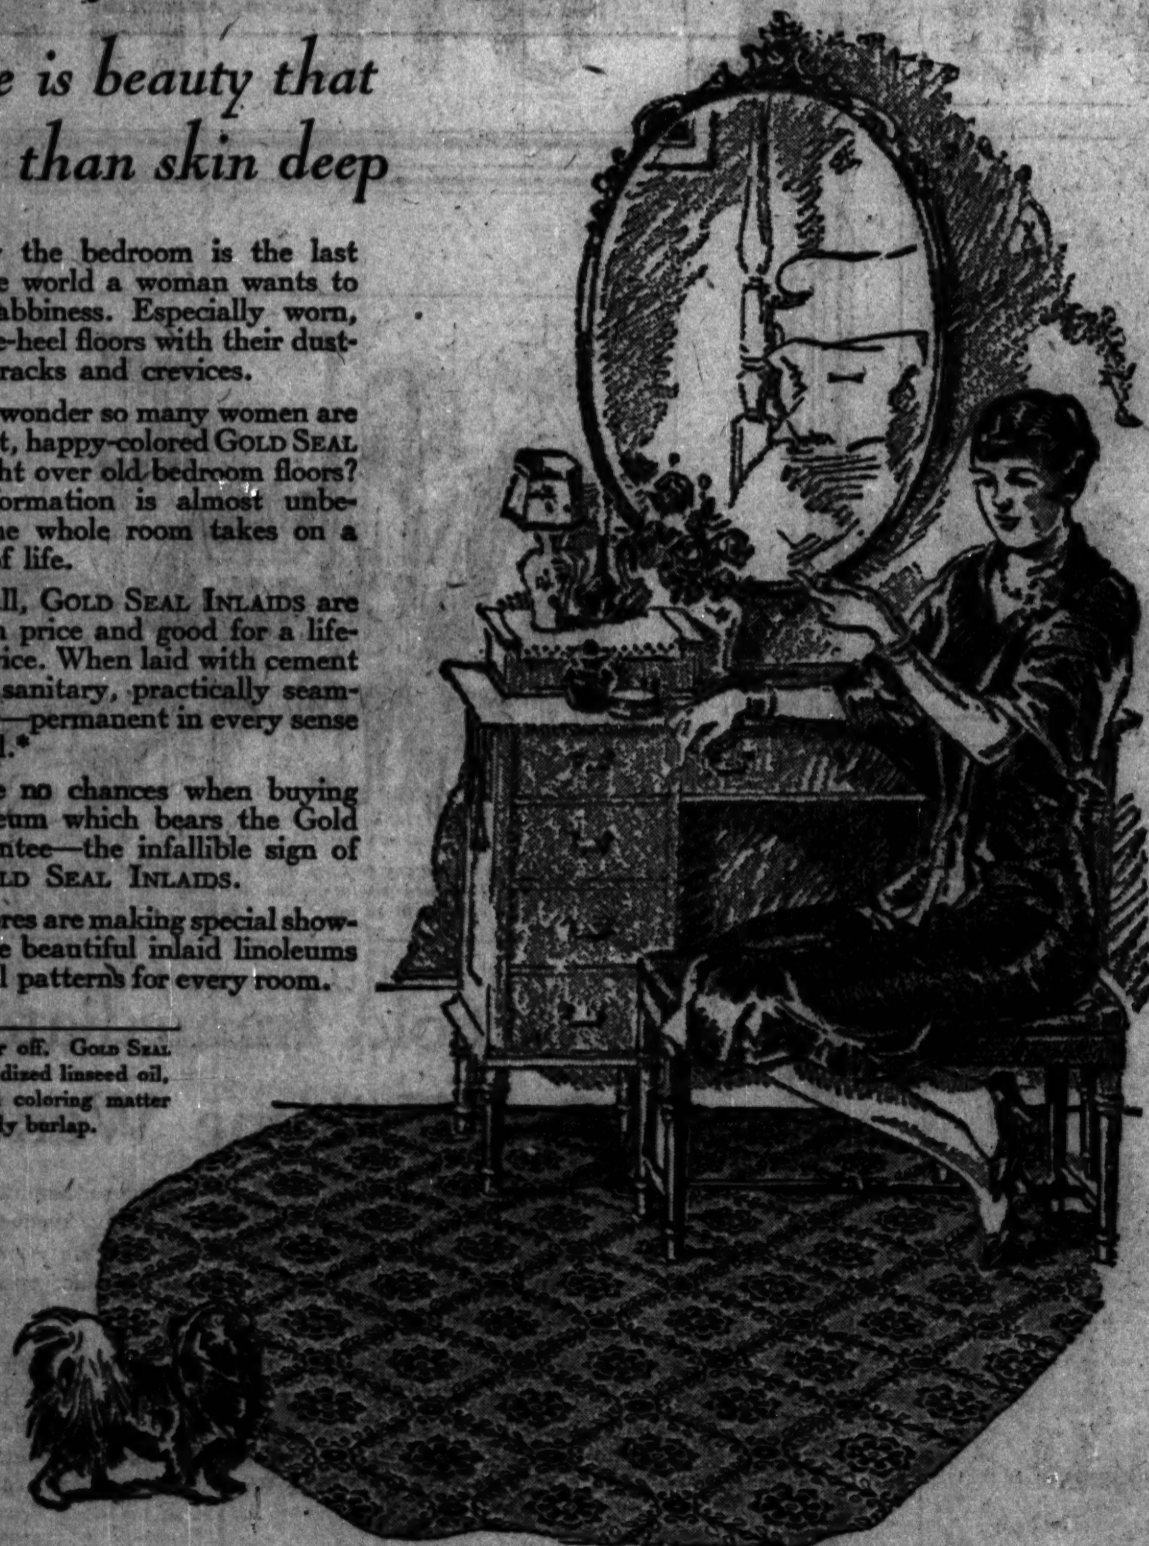 e is beauty that
than skin deep
the bedroom is the last
e world a woman wants to
abbiness. Especially worn,
e-heel floors with their dust-
racks and crevices.
wonder so many women are
t, happy-colored GOLD SEAL
ht over old bedroom floors?
ormation is almost unbe-
he whole room takes on a
of life.
ll, GOLD SEAL INLAIDS are
n price and good for a life-
ice. When laid with cement
sanitary, practically seam-
—permanent in every sense
l.*
e no chances when buying
eum which bears the Gold
ntee—the infallible sign of
LD SEAL INLAIDS.
res are making special show-
e beautiful inlaid linoleums
l patterns for every room.
r off. GOLD SEAL
dized linseed oil,
coloring matter
ly burlap.